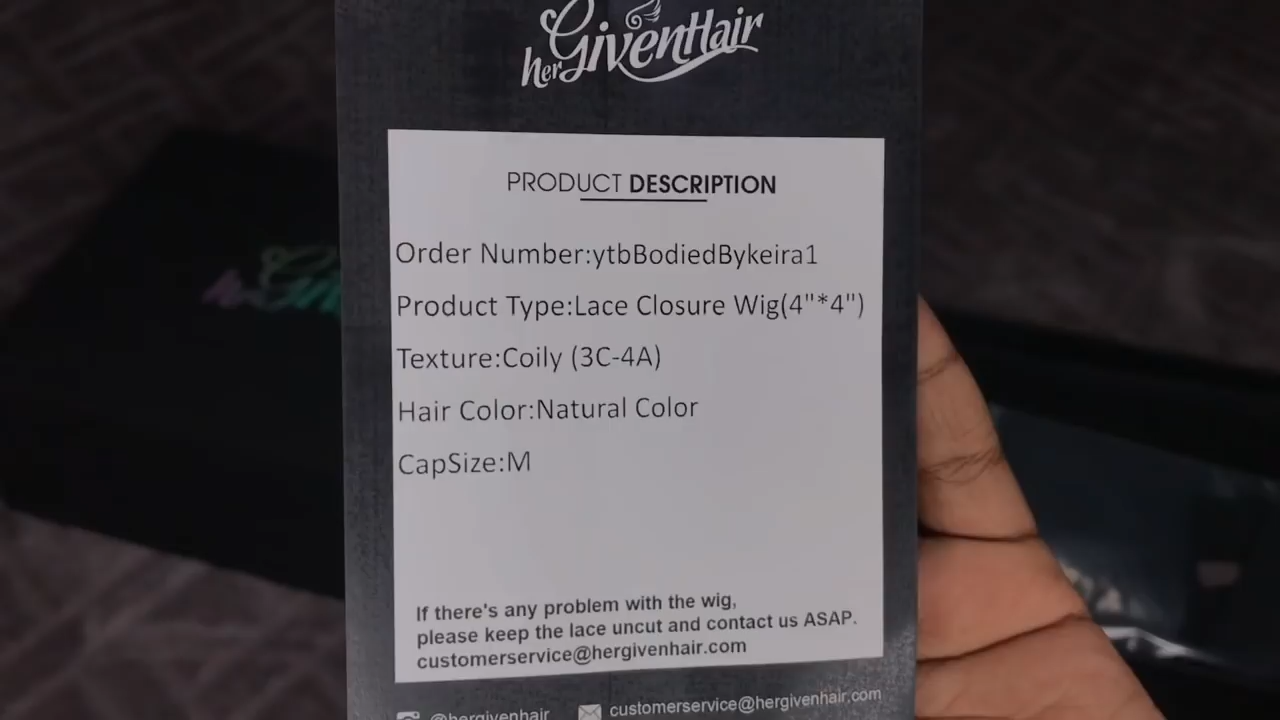 herGivenHair
PRODUCT DESCRIPTION
Order Number:ytbBodiedBykeira1
Product Type:Lace Closure Wig(4"*4")
Texture:Coily (3C-4A)
Hair Color:Natural Color
CapSize:M
If there's any problem with the wig,
please keep the lace uncut and contact us ASAP.
customerservice@hergivenhair.com
@hergivenhair customerservice@hergivenhair.com